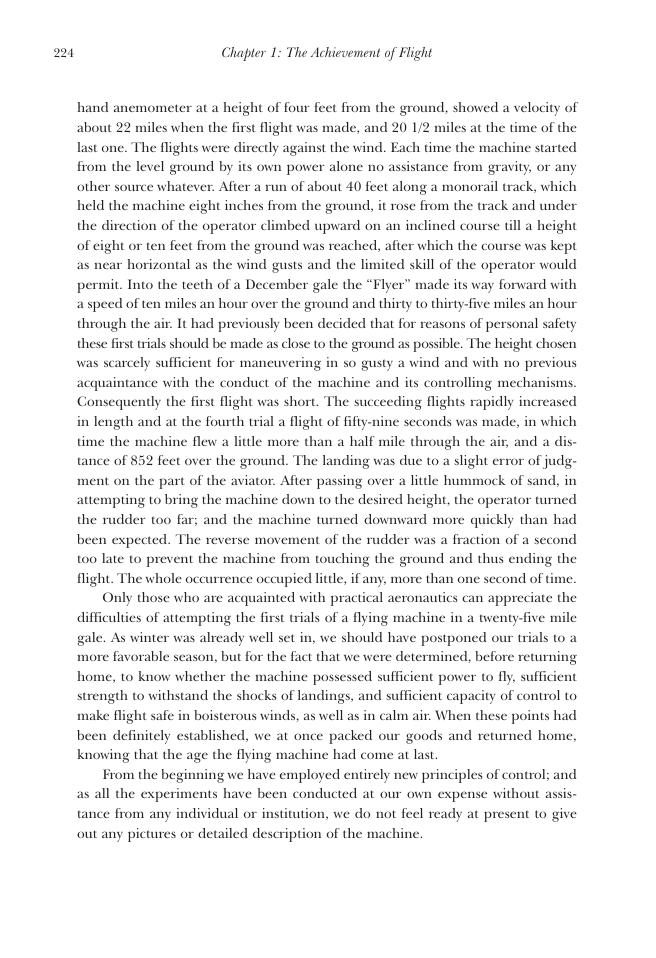 224
Chapter 1: The Achievement of Flight
hand anemometer at a height of four feet from the ground, showed a velocity of
about 22 miles when the first flight was made, and 20 1/2 miles at the time of the
last one. The flights were directly against the wind. Each time the machine started
from the level ground by its own power alone no assistance from gravity, or any
other source whatever. After a run of about 40 feet along a monorail track, which
held the machine eight inches from the ground, it rose from the track and under
the direction of the operator climbed upward on an inclined course till a height
of eight or ten feet from the ground was reached, after which the course was kept
as near horizontal as the wind gusts and the limited skill of the operator would
permit. Into the teeth of a December gale the “Flyer” made its way forward with
a speed of ten miles an hour over the ground and thirty to thirty-five miles an hour
through the air. It had previously been decided that for reasons of personal safety
these first trials should be made as close to the ground as possible. The height chosen
was scarcely sufficient for maneuvering in so gusty a wind and with no previous
acquaintance with the conduct of the machine and its controlling mechanisms.
Consequently the first flight was short. The succeeding flights rapidly increased
in length and at the fourth trial a flight of fifty-nine seconds was made, in which
time the machine flew a little more than a half mile through the air, and a dis-
tance of 852 feet over the ground. The landing was due to a slight error of judg-
ment on the part of the aviator. After passing over a little hummock of sand, in
attempting to bring the machine down to the desired height, the operator turned
the rudder too far; and the machine turned downward more quickly than had
been expected. The reverse movement of the rudder was a fraction of a second
too late to prevent the machine from touching the ground and thus ending the
flight. The whole occurrence occupied little, if any, more than one second of time.
Only those who are acquainted with practical aeronautics can appreciate the
difficulties of attempting the first trials of a flying machine in a twenty-five mile
gale. As winter was already well set in, we should have postponed our trials to a
more favorable season, but for the fact that we were determined, before returning
home, to know whether the machine possessed sufficient power to fly, sufficient
strength to withstand the shocks of landings, and sufficient capacity of control to
make flight safe in boisterous winds, as well as in calm air. When these points had
been definitely established, we at once packed our goods and returned home,
knowing that the age the flying machine had come at last.
From the beginning we have employed entirely new principles of control; and
as all the experiments have been conducted at our own expense without assis-
tance from any individual or institution, we do not feel ready at present to give
out any pictures or detailed description of the machine.